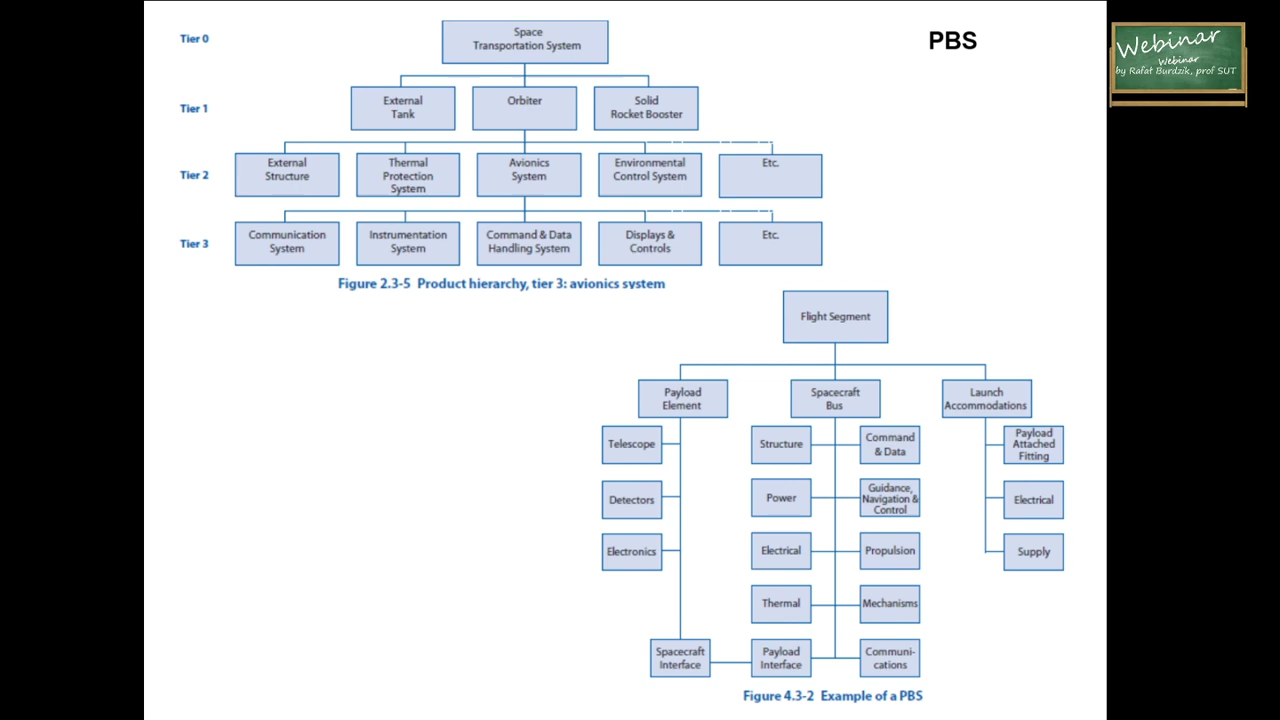 PBS
Webinar
Webinar
by Rafat Burdzik, prof SUT
Tier 0
Space
Transportation System
Tier 1
External
Tank
Orbiter
Solid
Rocket Booster
Tier 2
External
Structure
Thermal
Protection
System
Avionics
System
Environmental
Control System
Etc.
Tier 3
Communication
System
Instrumentation
System
Command & Data
Handling System
Displays &
Controls
Etc.
Figure 2.3-5 Product hierarchy, tier 3: avionics system
Flight Segment
Payload
Element
Spacecraft
Bus
Launch
Accommodations
Telescope
Detectors
Electronics
Spacecraft
Interface
Structure
Power
Electrical
Thermal
Payload
Interface
Command
& Data
Guidance,
Navigation &
Control
Propulsion
Mechanisms
Communi-
cations
Payload
Attached
Fitting
Electrical
Supply
Figure 4.3-2 Example of a PBS